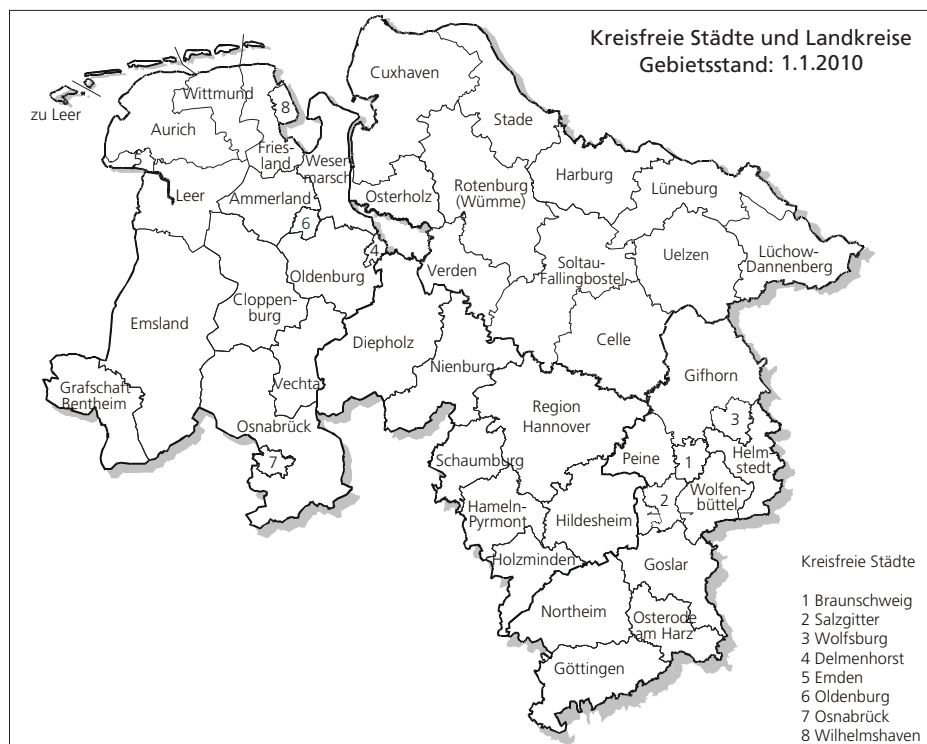 Kreisfreie Städte und Landkreise
Gebietsstand: 1.1.2010
Cuxhaven
Wittmund
8
zu Leer
Aurich
Stade
Fries-
land
Weser-
marsch
5
Harburg
Lüneburg
Leer
Ammerland
Osterholz
Rotenburg
(Wümme)
6
4
Oldenburg
Verden
Soltau-
Fallingbostel
Uelzen
Lüchow-
Dannenberg
Cloppen-
burg
Emsland
Diepholz
Celle
Nienburg
Gifhorn
Grafschaft
Bentheim
Vechta
Osnabrück
Region
Hannover
3
7
Schaumburg
Peine
1
Helm-
stedt
2
Wolfen-
büttel
Hameln-
Pyrmont
Hildesheim
Holzminden
Goslar
Northeim
Osterode
am Harz
Göttingen
Kreisfreie Städte
1 Braunschweig
2 Salzgitter
3 Wolfsburg
4 Delmenhorst
5 Emden
6 Oldenburg
7 Osnabrück
8 Wilhelmshaven